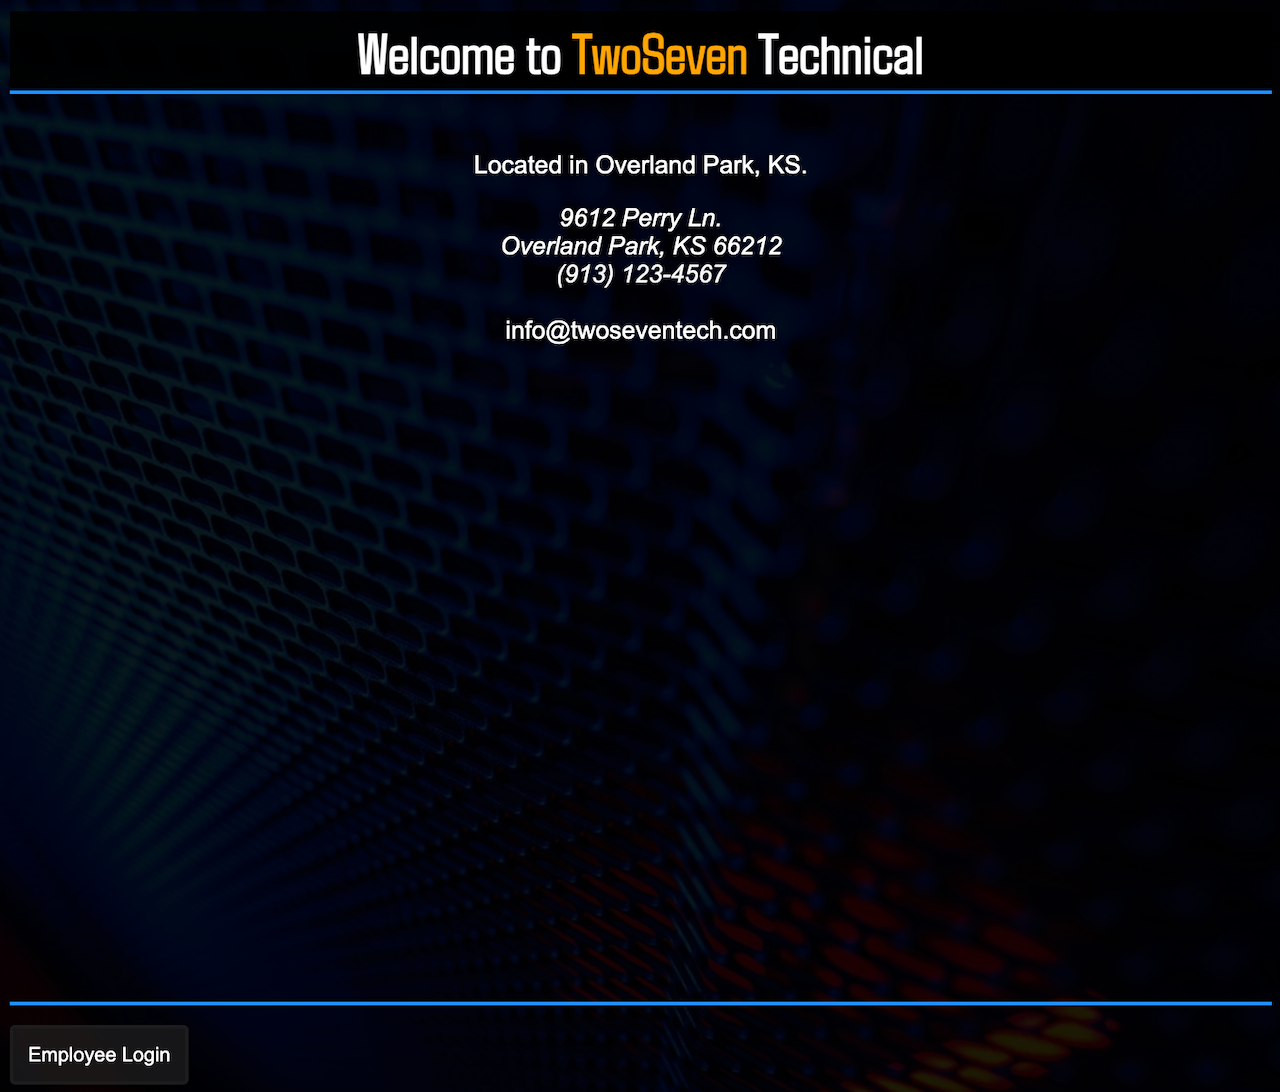 Welcome to TwoSeven Technical
Located in Overland Park, KS.
9612 Perry Ln.
Overland Park, KS 66212
(913) 123-4567
info@twoseventech.com
Employee Login